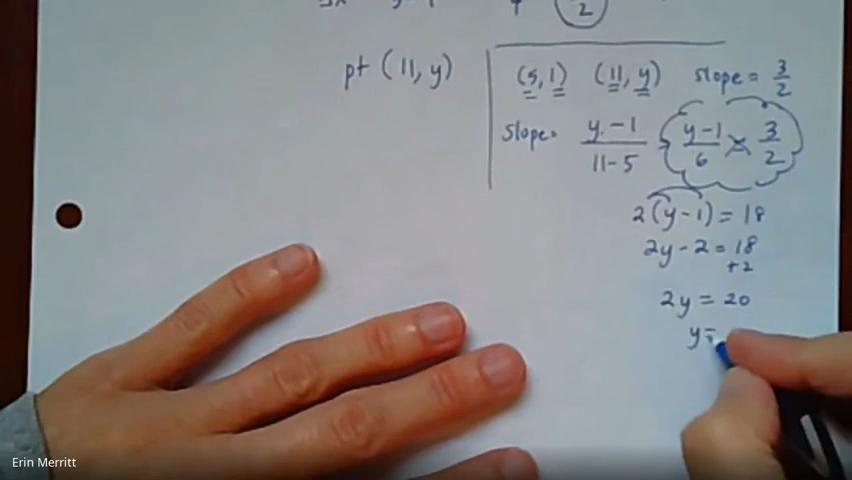 2
pt (11, y)
(5, 1) (11, y) slope = 3/2
slope = y - 1 / 11 - 5 = y - 1 / 6 = 3/2
2(y - 1) = 18
2y - 2 = 18
+2
2y = 20
y =
Erin Merritt